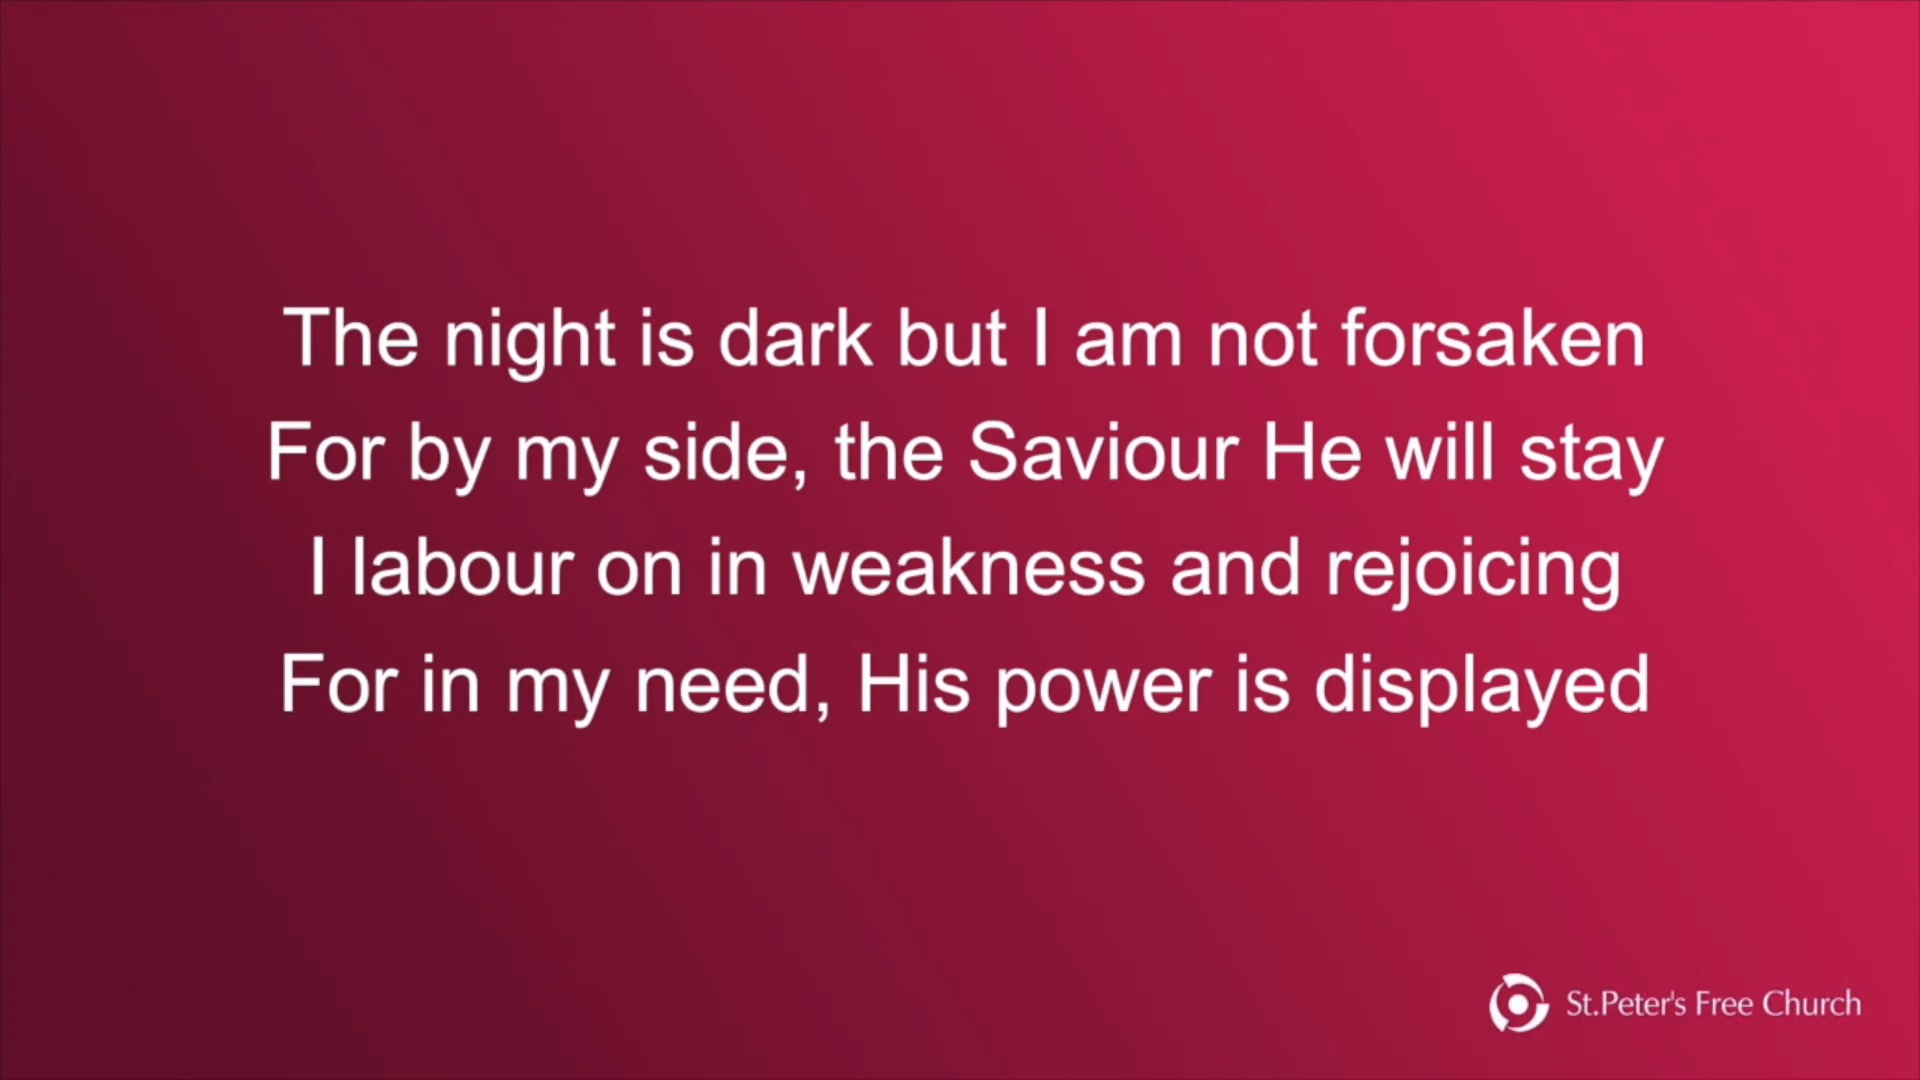 The night is dark but I am not forsaken
For by my side, the Saviour He will stay
I labour on in weakness and rejoicing
For in my need, His power is displayed
St.Peter's Free Church